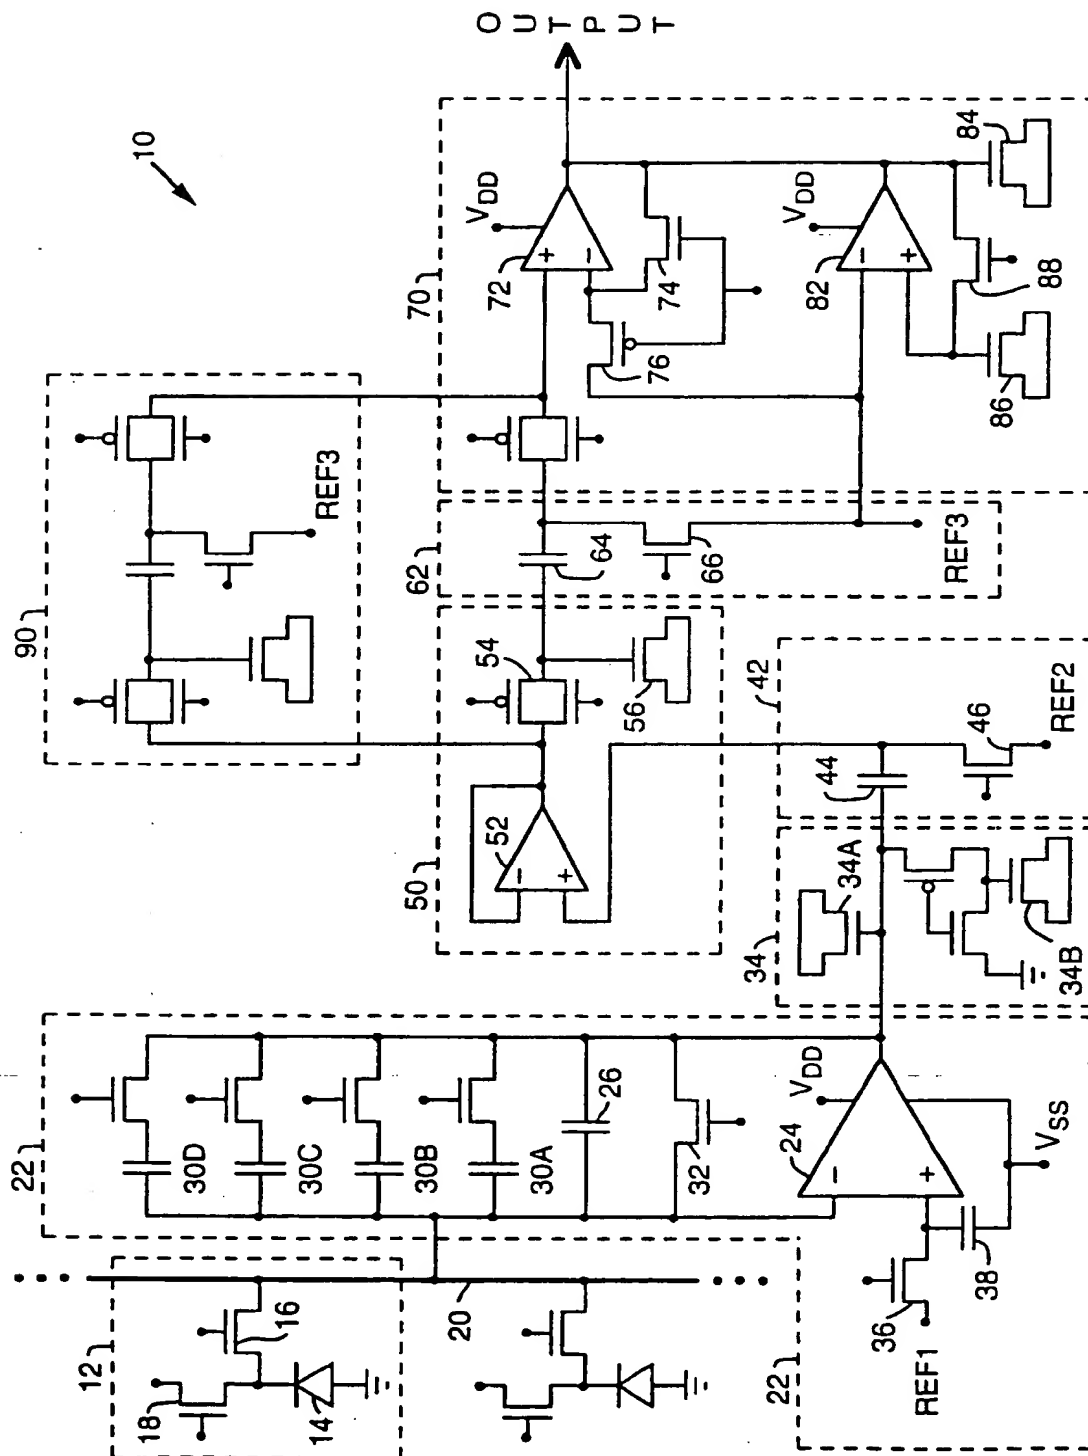 10
OUTPUT
90
REF3
70
VDD
72
+
-
74
76
VDD
82
-
+
84
86
88
62
64
66
REF3
50
52
-
+
54
56
42
44
46
REF2
34
34A
34B
22
30D
30C
30B
30A
26
32
VDD
24
-
+
VSS
38
36
REF1
22
12
18
16
14
20